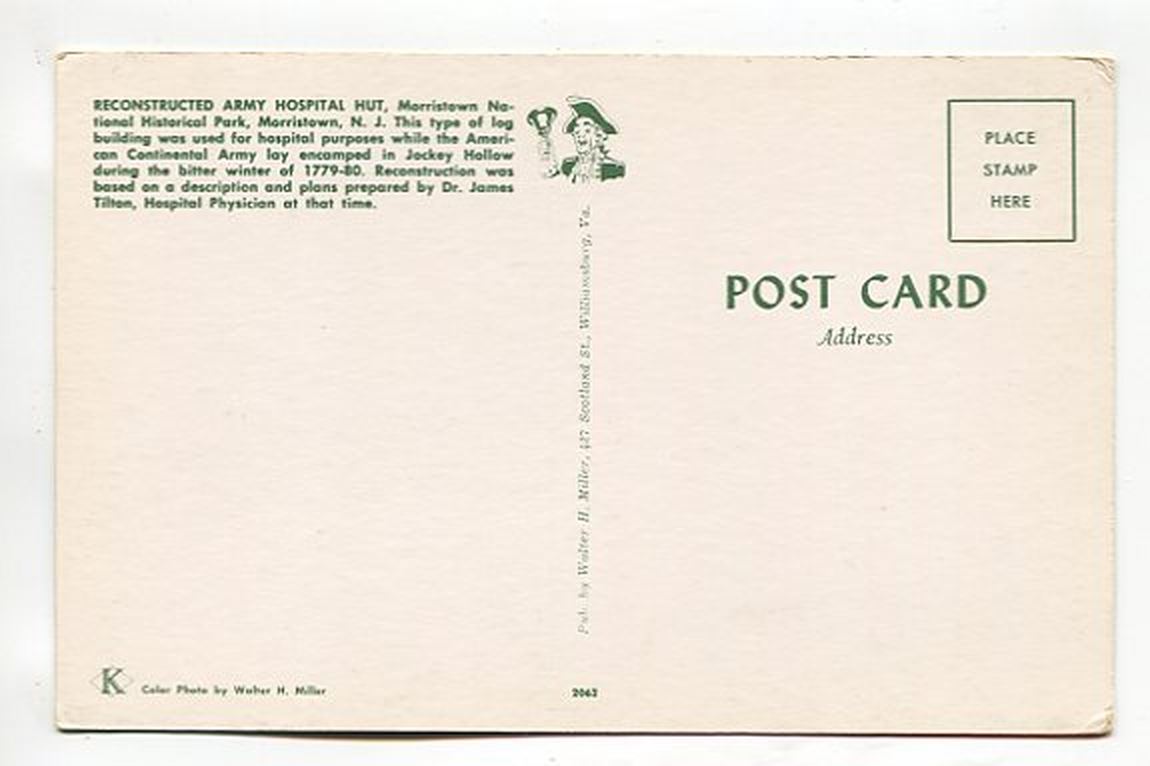 RECONSTRUCTED ARMY HOSPITAL HUT, Morristown Na-
tional Historical Park, Morristown, N. J. This type of log
building was used for hospital purposes while the Ameri-
can Continental Army lay encamped in Jockey Hollow
during the bitter winter of 1779-80. Reconstruction was
based on a description and plans prepared by Dr. James
Tilton, Hospital Physician at that time.
Pub. by Walter H. Miller, 427 Scotland St., Williamsburg, Va.
PLACE
STAMP
HERE
POST CARD
Address
K
Color Photo by Walter H. Miller
2063